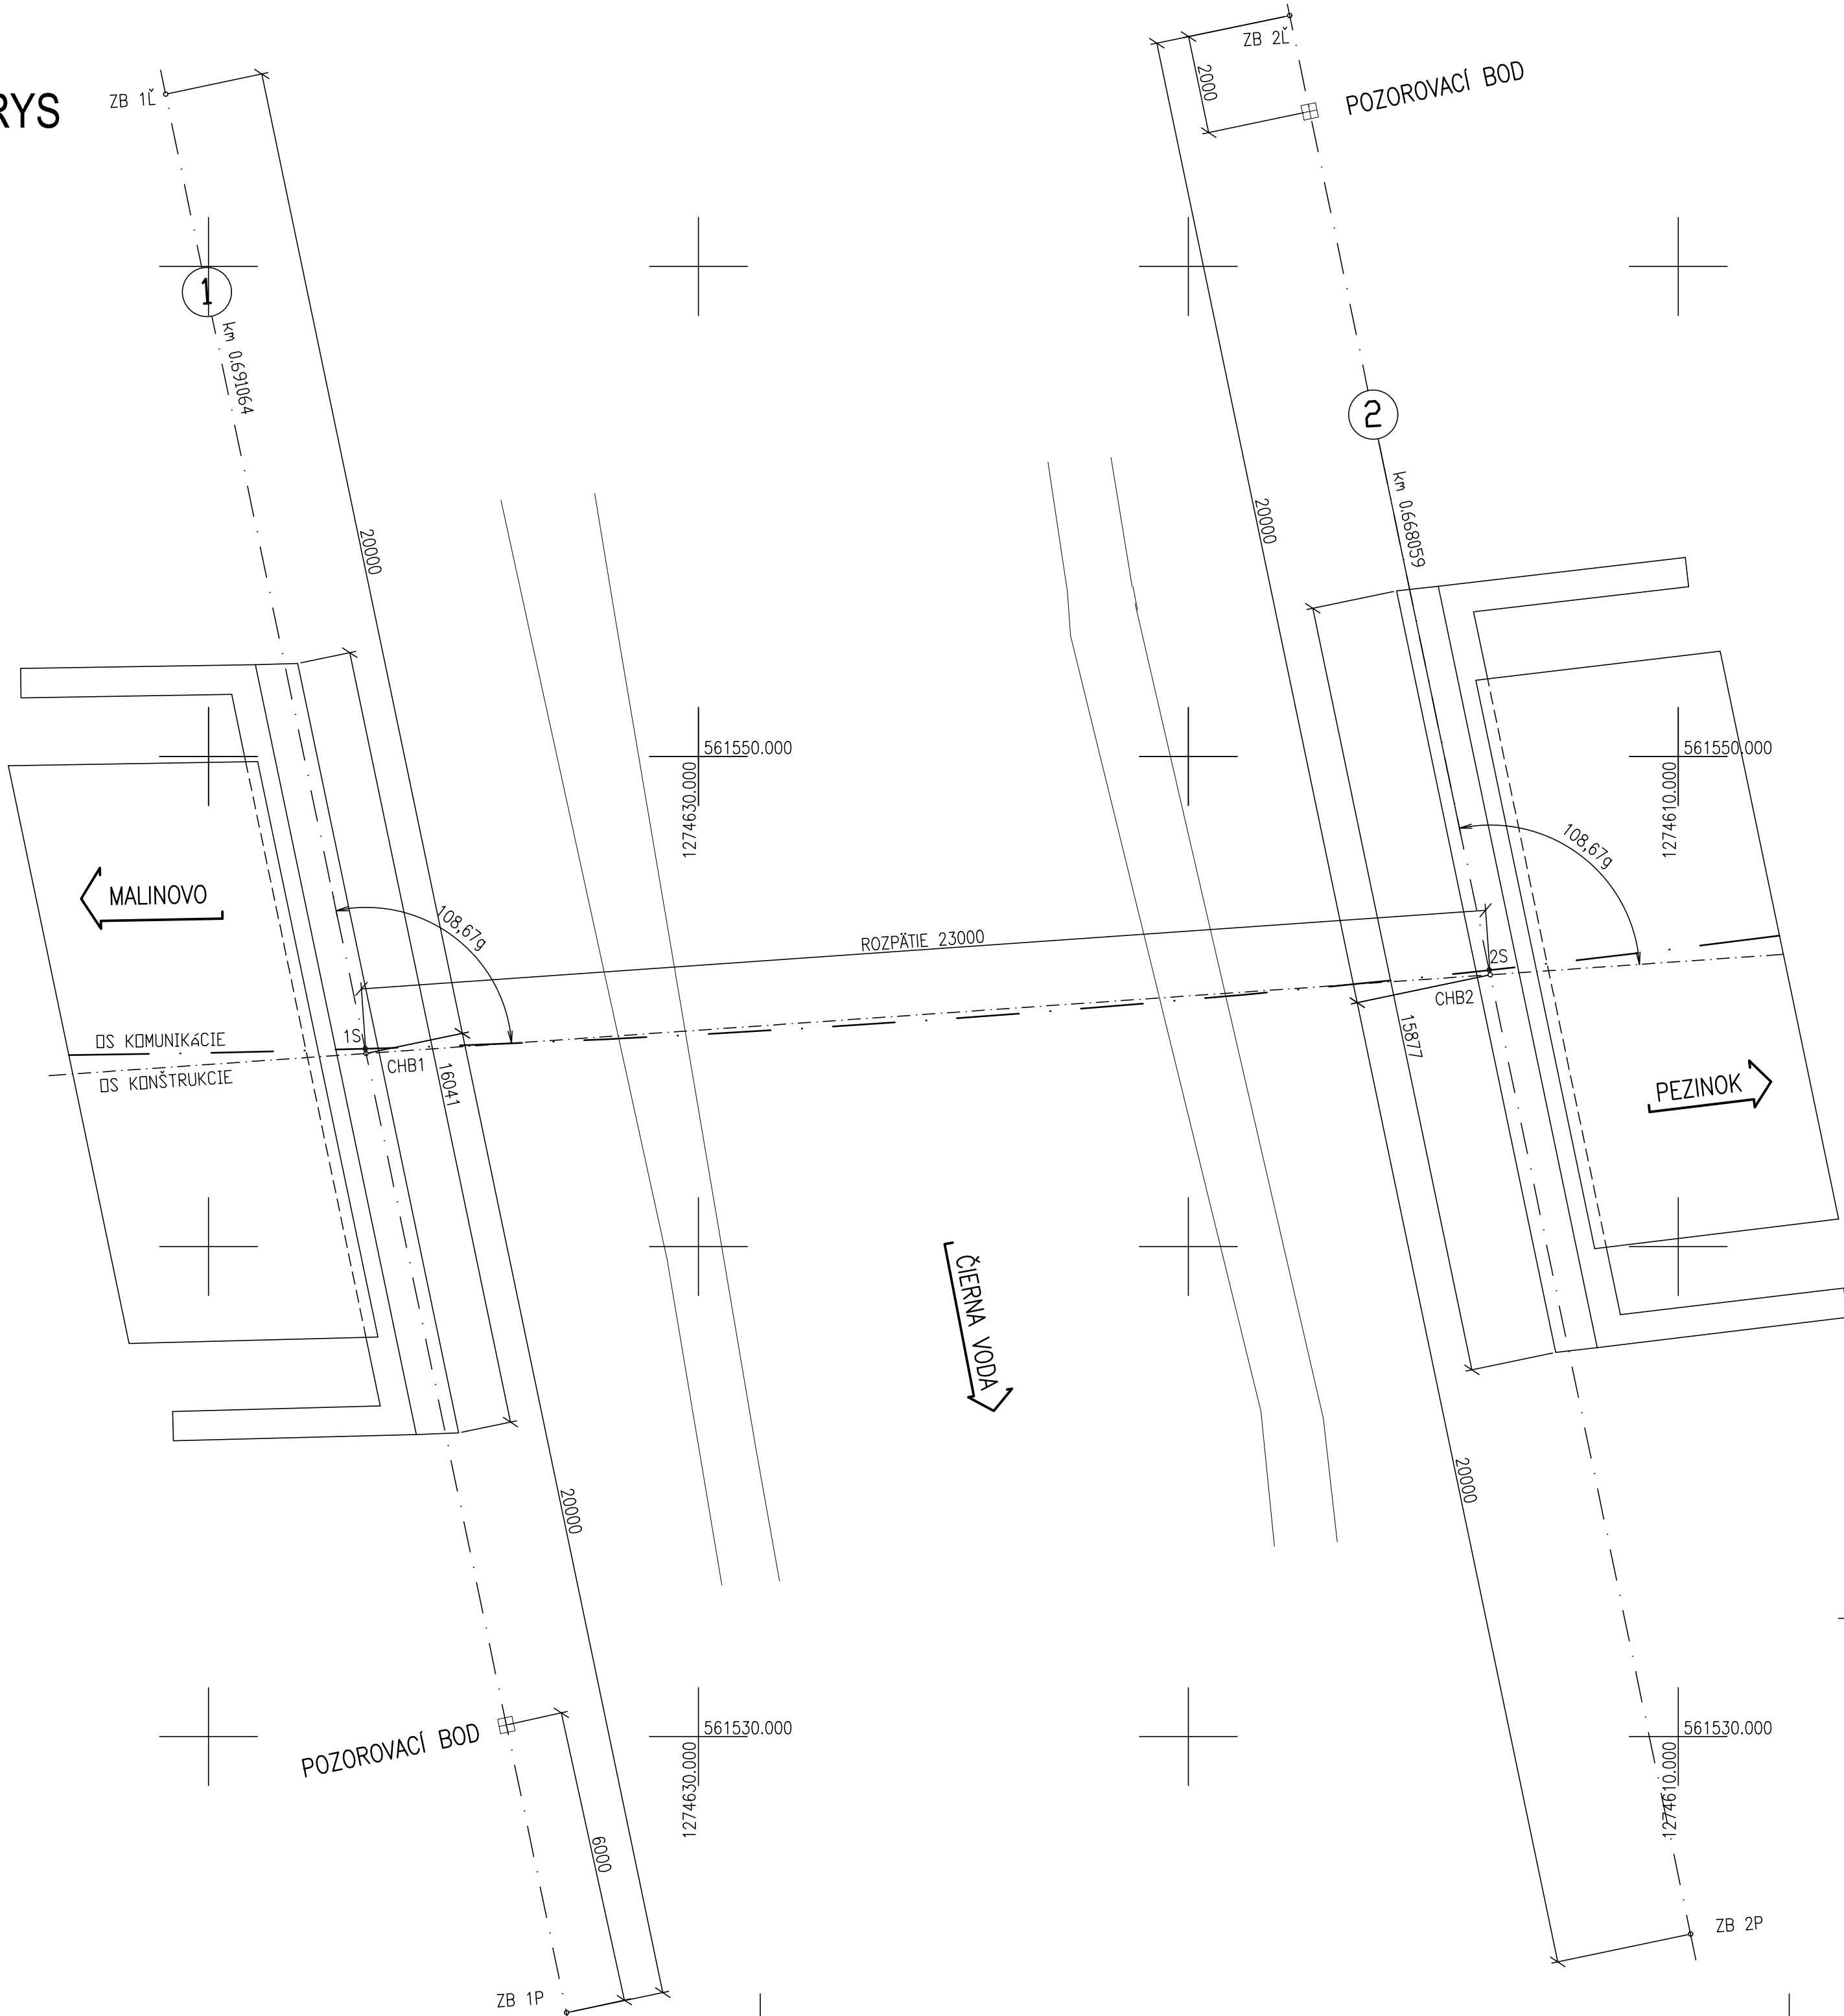 RYS
ZB 1Ľ
ZB 2Ľ
2000
POZOROVACÍ BOD
1
km 0.691064
2
km 0.668059
20000
20000
561550.000
1274630.000
561550.000
1274610.000
108,67g
108,67g
MALINOVO
ROZPÄTIE 23000
OS KOMUNIKáCIE
OS KONŠTRUKCIE
1S
CHB1
2S
CHB2
16041
15877
PEZINOK
ČIERNA VODA
20000
20000
561530.000
1274630.000
561530.000
1274610.000
POZOROVACÍ BOD
6000
ZB 1P
ZB 2P